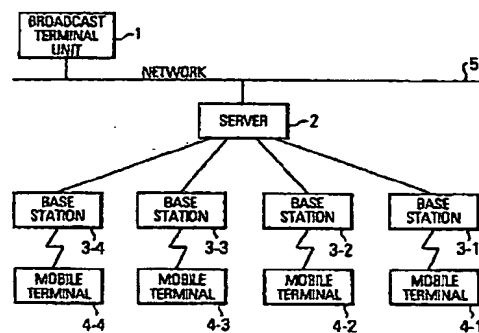 BROADCAST
TERMINAL
UNIT
1
NETWORK
5
SERVER
2
BASE
STATION
3-4
BASE
STATION
3-3
BASE
STATION
3-2
BASE
STATION
3-1
MOBILE
TERMINAL
4-4
MOBILE
TERMINAL
4-3
MOBILE
TERMINAL
4-2
MOBILE
TERMINAL
4-1